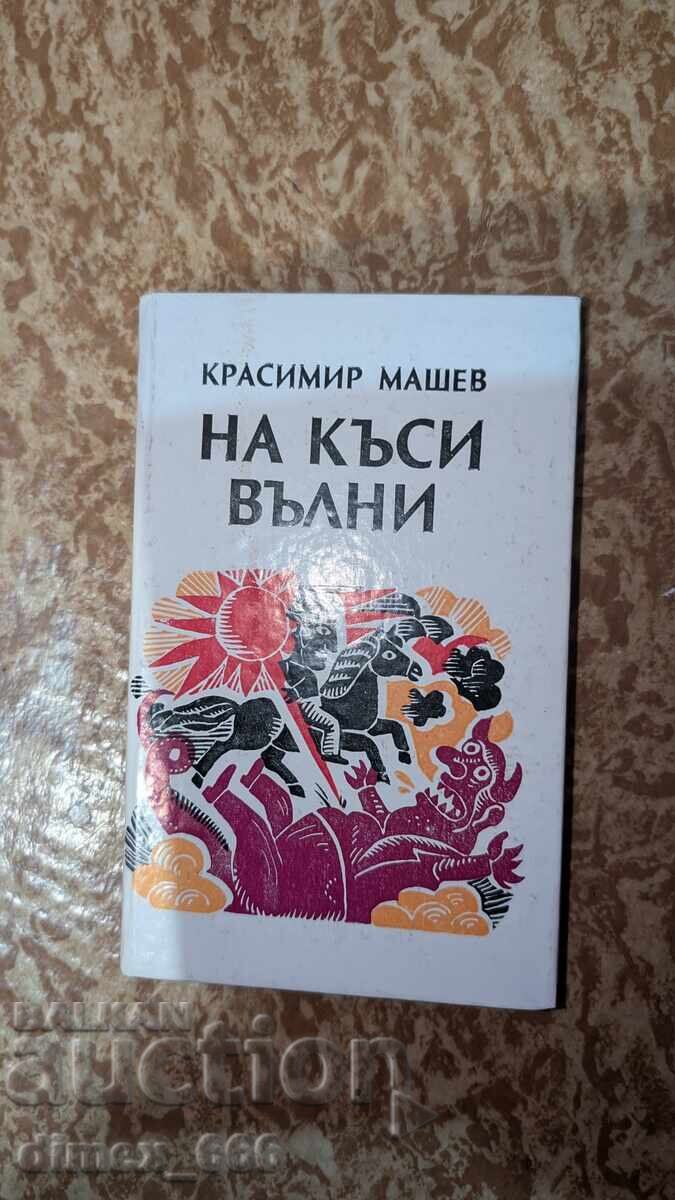 КРАСИМИР МАШЕВ
НА КЪСИ
ВЪЛНИ
BALKAN
auction
dimex_666